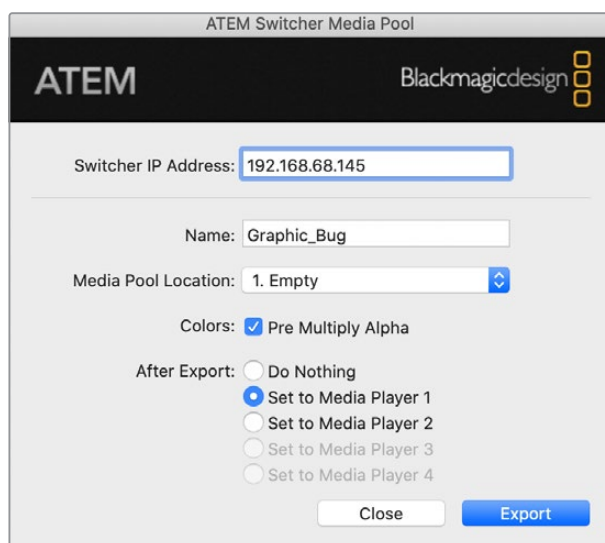 ATEM Switcher Media Pool
ATEM Blackmagicdesign
Switcher IP Address: 192.168.68.145
Name: Graphic_Bug
Media Pool Location: 1. Empty
Colors: Pre Multiply Alpha
After Export: Do Nothing
Set to Media Player 1
Set to Media Player 2
Set to Media Player 3
Set to Media Player 4
Close Export